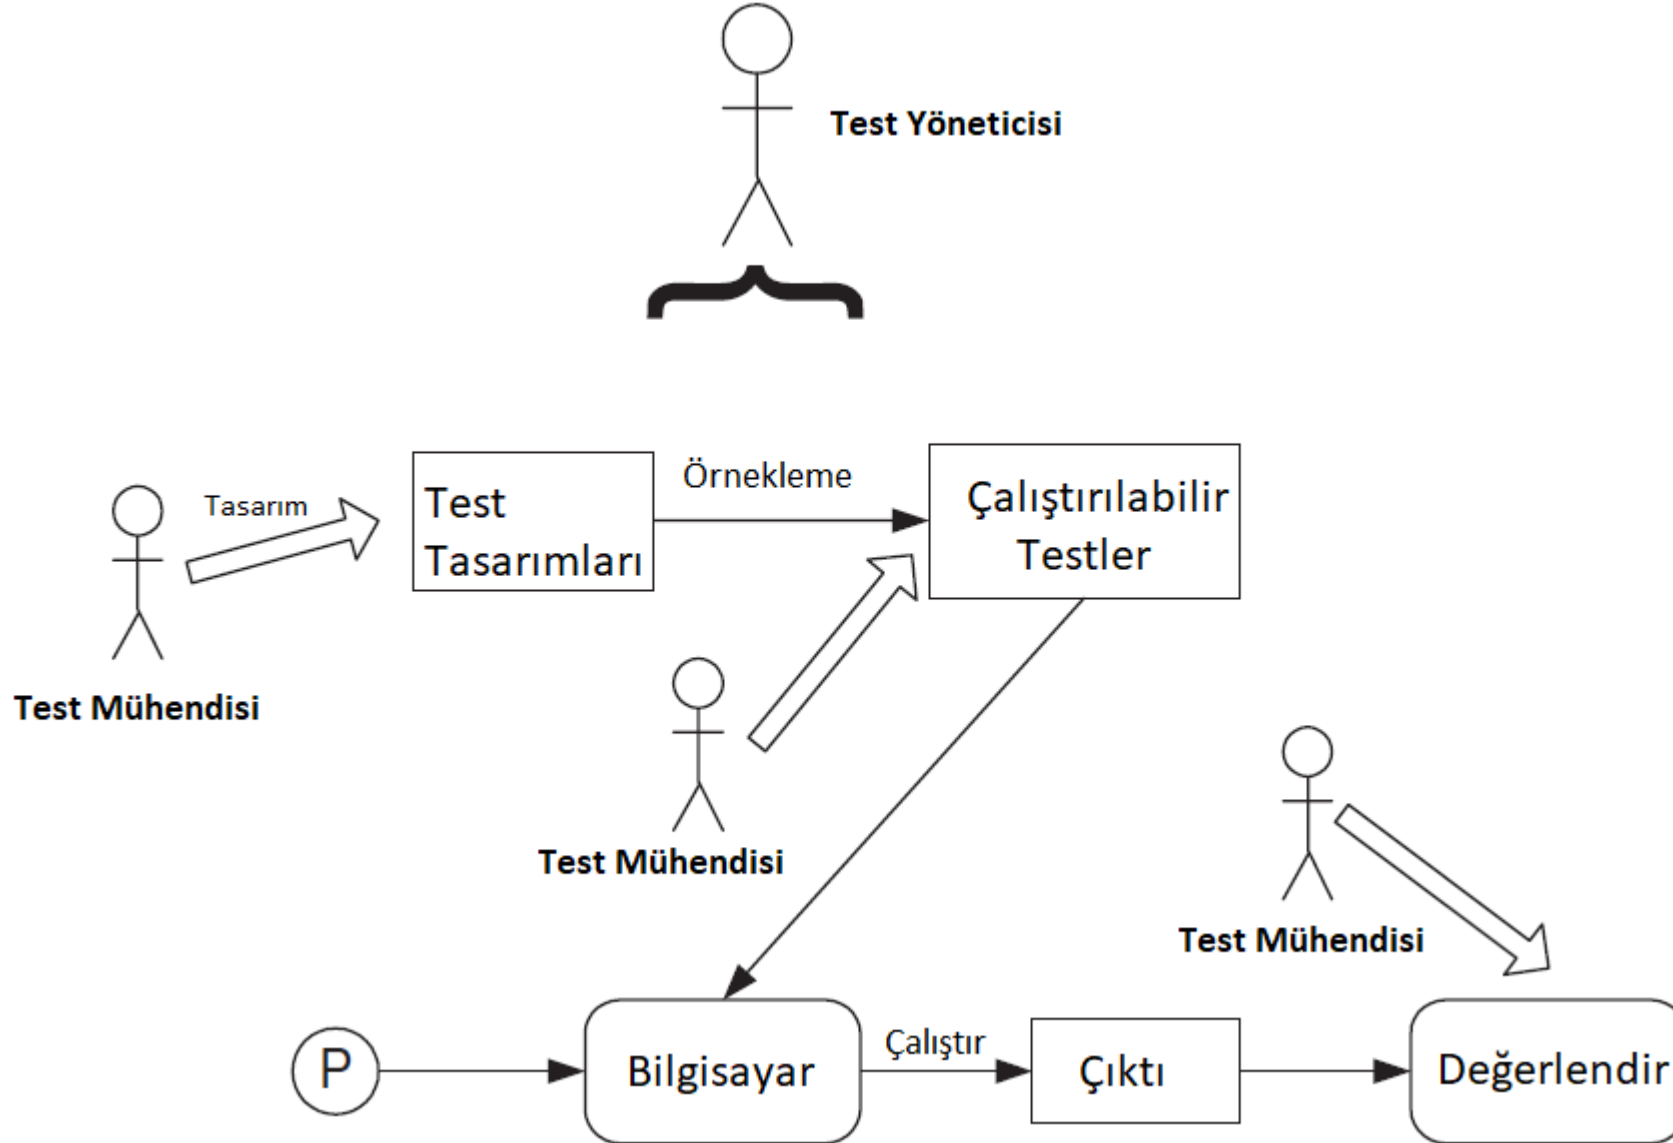 Test Yöneticisi
Tasarım
Test
Tasarımları
Örnekleme
Çalıştırılabilir
Testler
Test Mühendisi
Test Mühendisi
Test Mühendisi
P
Bilgisayar
Çalıştır
Çıktı
Değerlendir